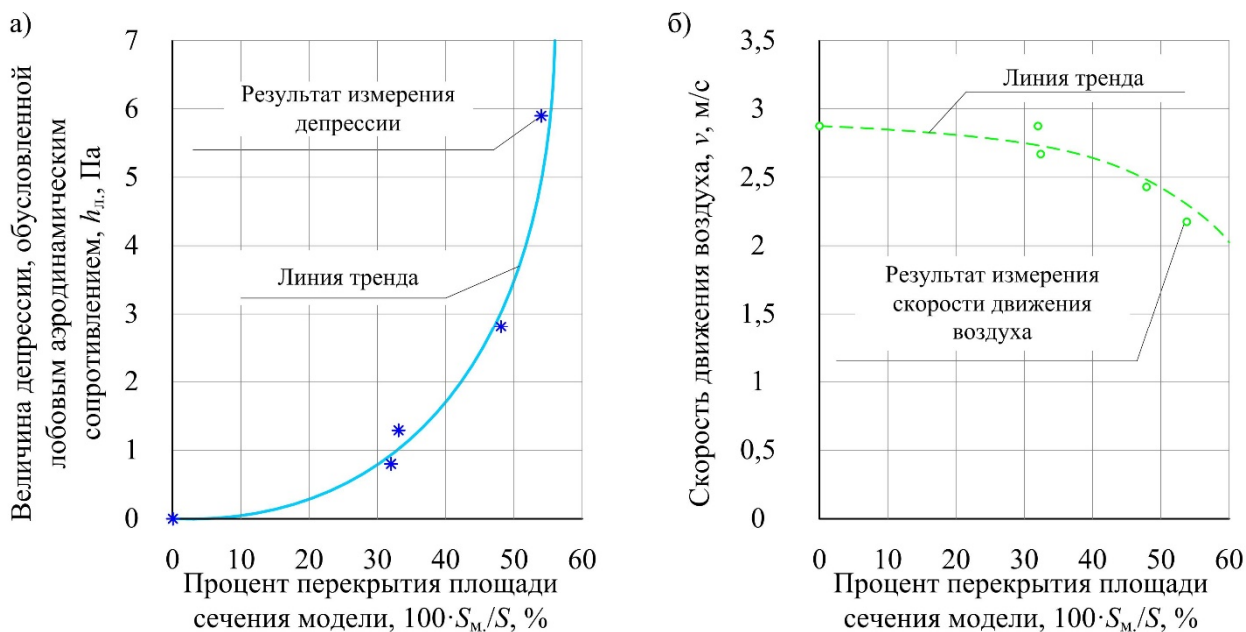 а)
Величина депрессии, обусловленной
лобовым аэродинамическим
сопротивлением, hл., Па
7
6
5
4
3
2
1
0
Результат измерения
депрессии
Линия тренда
0 10 20 30 40 50 60
Процент перекрытия площади
сечения модели, 100·Sм./S, %
б)
Скорость движения воздуха, v, м/с
3,5
3
2,5
2
1,5
1
0,5
0
Линия тренда
Результат измерения
скорости движения
воздуха
0 10 20 30 40 50 60
Процент перекрытия площади
сечения модели, 100·Sм./S, %